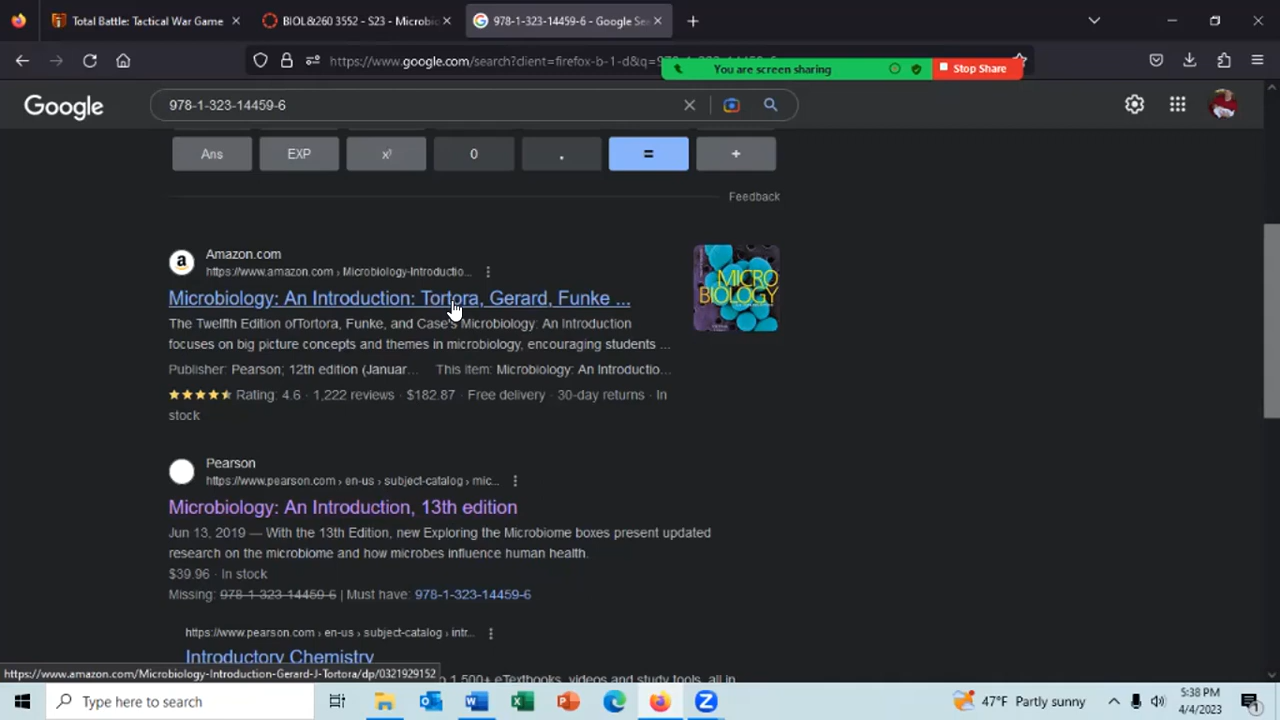 Total Battle: Tactical War Game
BIOL&260 3552 - S23 - Microbi
978-1-323-14459-6 - Google Se
https://www.google.com/search?client=firefox-b-1-d&q=
You are screen sharing
Stop Share
Google
978-1-323-14459-6
Ans
EXP
xʸ
0
.
=
+
Feedback
Amazon.com
https://www.amazon.com › Microbiology-Introductio...
Microbiology: An Introduction: Tortora, Gerard, Funke ...
The Twelfth Edition ofTortora, Funke, and Case's Microbiology: An Introduction
focuses on big picture concepts and themes in microbiology, encouraging students ...
Publisher: Pearson; 12th edition (Januar... This item: Microbiology: An Introductio...
Rating: 4.6 · 1,222 reviews · $182.87 · Free delivery · 30-day returns · In
stock
MICRO
BIOLOGY
Pearson
https://www.pearson.com › en-us › subject-catalog › mic...
Microbiology: An Introduction, 13th edition
Jun 13, 2019 — With the 13th Edition, new Exploring the Microbiome boxes present updated
research on the microbiome and how microbes influence human health.
$39.96 · In stock
Missing: 978-1-323-14459-6 | Must have: 978-1-323-14459-6
https://www.pearson.com › en-us › subject-catalog › intr...
Introductory Chemistry
1,500+ eTextbooks, videos and study tools, all in
https://www.amazon.com/Microbiology-Introduction-Gerard-J-Tortora/dp/0321929152
Type here to search
47°F Partly sunny
5:38 PM
4/4/2023